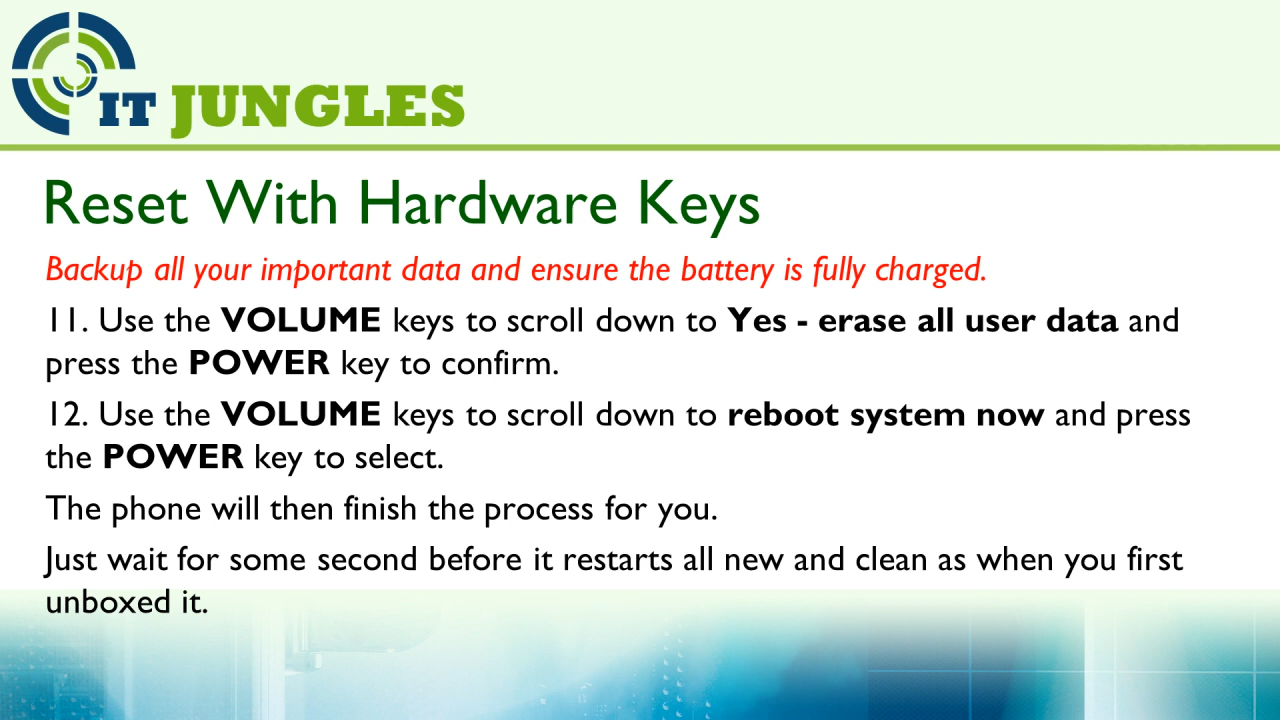 IT JUNGLES
Reset With Hardware Keys
Backup all your important data and ensure the battery is fully charged.
11. Use the VOLUME keys to scroll down to Yes - erase all user data and
press the POWER key to confirm.
12. Use the VOLUME keys to scroll down to reboot system now and press
the POWER key to select.
The phone will then finish the process for you.
Just wait for some second before it restarts all new and clean as when you first
unboxed it.